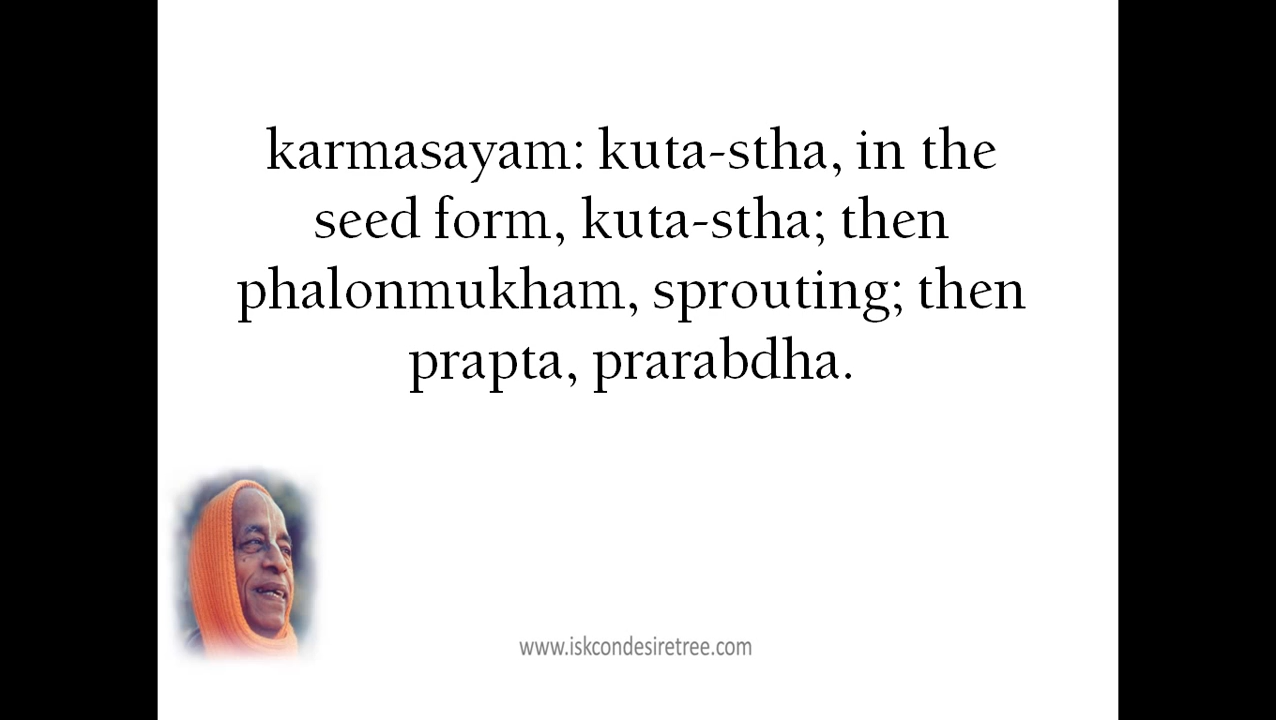 karmasayam: kuta-stha, in the
seed form, kuta-stha; then
phalonmukham, sprouting; then
prapta, prarabdha.
www.iskcondesiretree.com